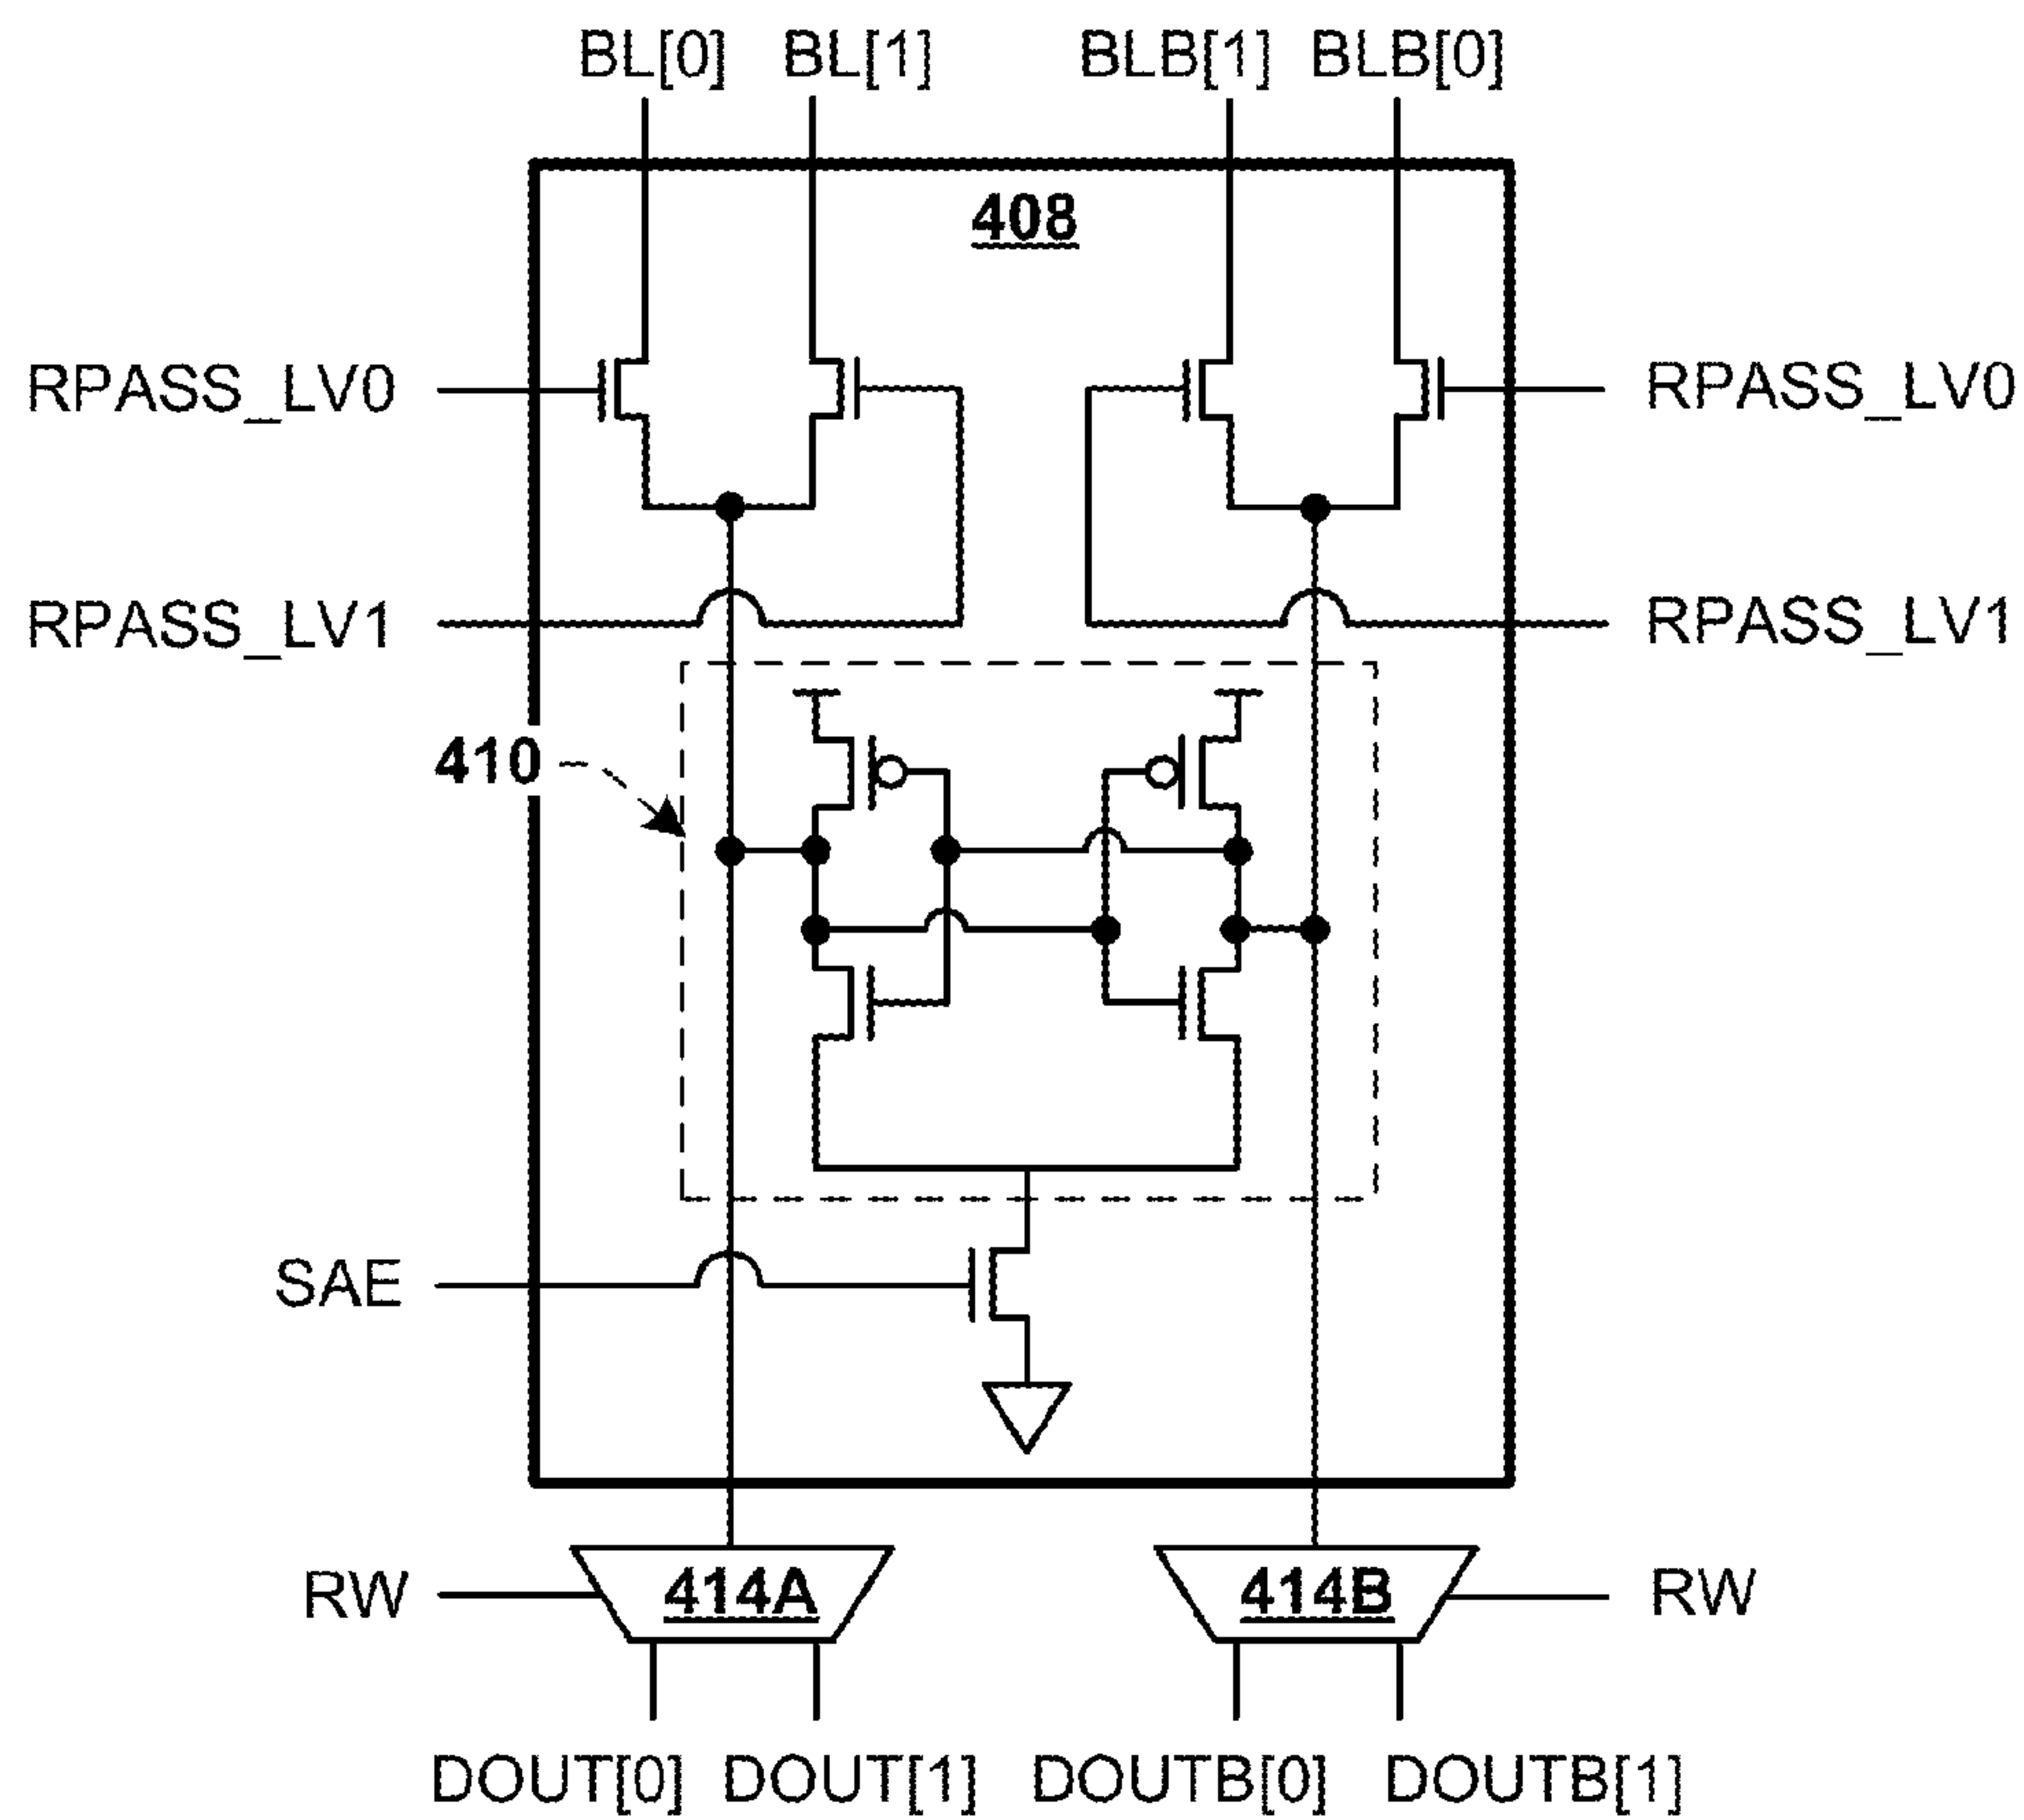 BL[0] BL[1] BLB[1] BLB[0]
408
RPASS_LV0 RPASS_LV0
RPASS_LV1 RPASS_LV1
410
SAE
RW 414A 414B RW
DOUT[0] DOUT[1] DOUTB[0] DOUTB[1]